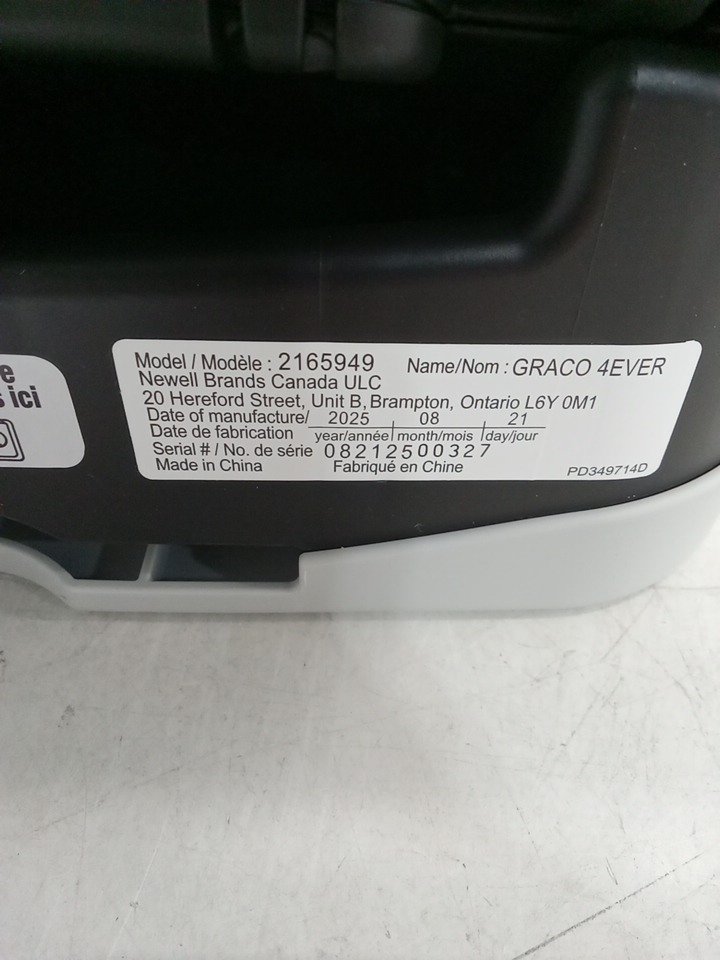 e
s ici
Model / Modèle : 2165949 Name/Nom : GRACO 4EVER
Newell Brands Canada ULC
20 Hereford Street, Unit B, Brampton, Ontario L6Y 0M1
Date of manufacture/ 2025 | 08 | 21
Date de fabrication year/année | month/mois | day/jour
Serial # / No. de série 08212500327
Made in China Fabriqué en Chine PD349714D